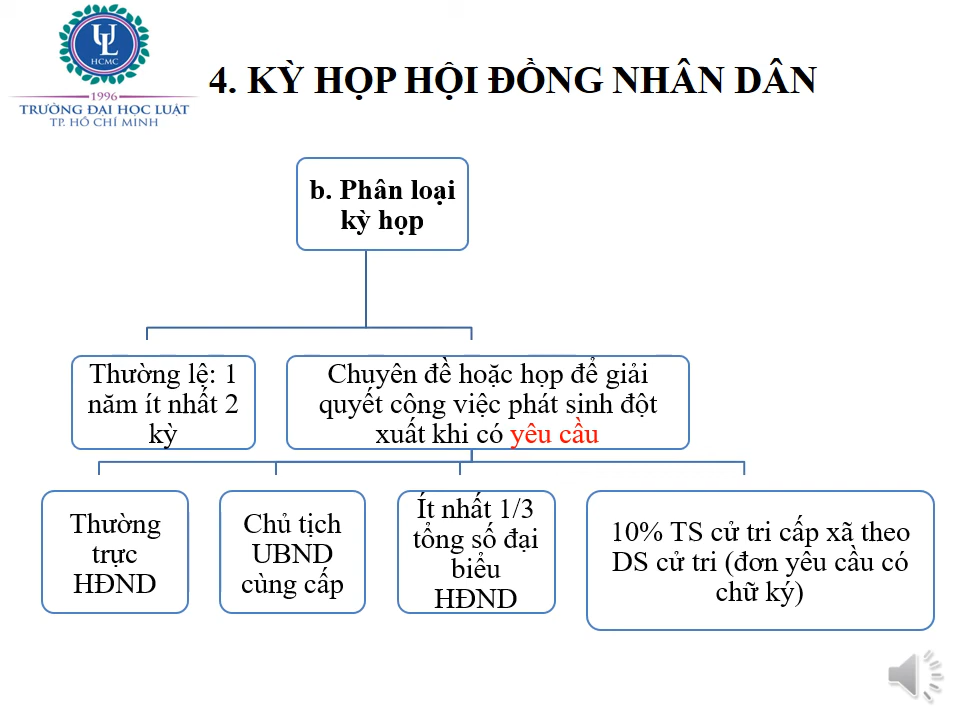 UL
HCMC
1996
TRƯỜNG ĐẠI HỌC LUẬT
TP. HỒ CHÍ MINH
4. KỲ HỌP HỘI ĐỒNG NHÂN DÂN
b. Phân loại
kỳ họp
Thường lệ: 1
năm ít nhất 2
kỳ
Chuyên đề hoặc họp để giải
quyết công việc phát sinh đột
xuất khi có yêu cầu
Thường
trực
HĐND
Chủ tịch
UBND
cùng cấp
Ít nhất 1/3
tổng số đại
biểu
HĐND
10% TS cử tri cấp xã theo
DS cử tri (đơn yêu cầu có
chữ ký)